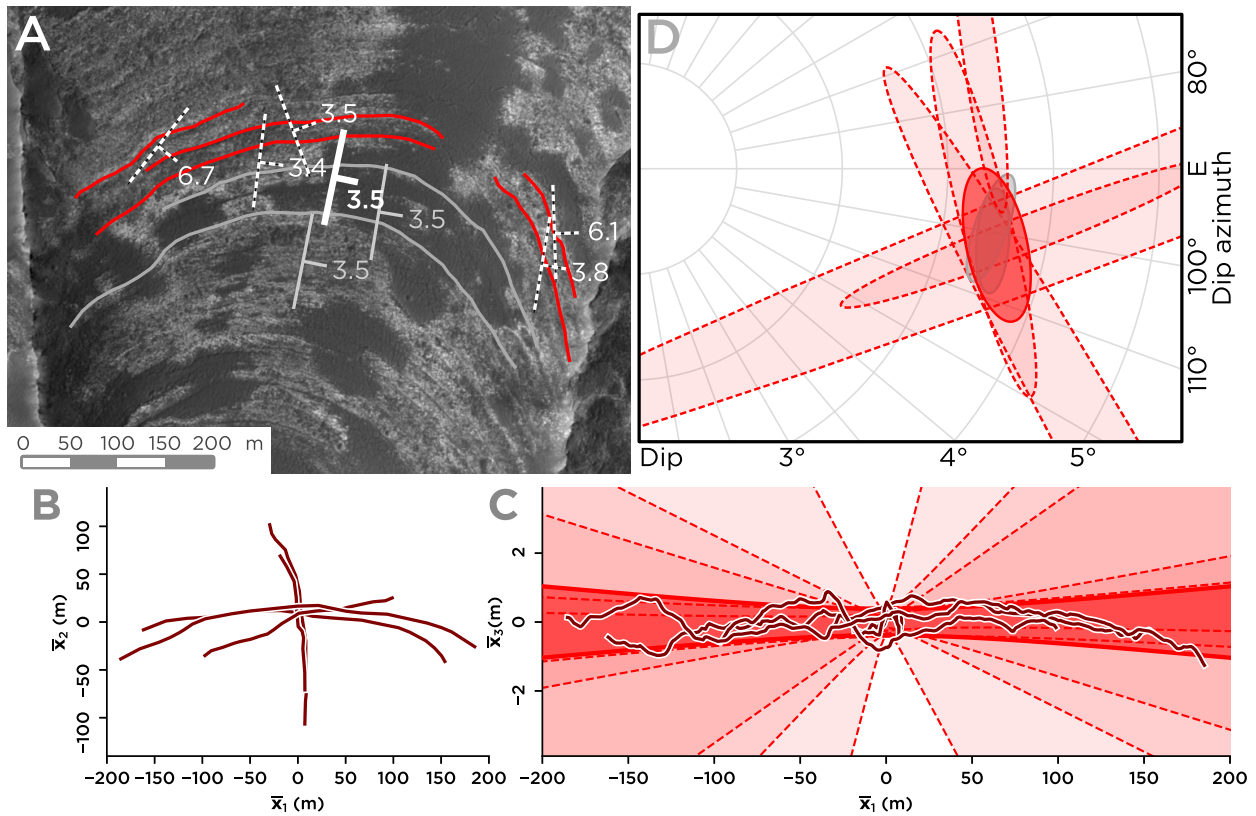 A
3.5
3.4
6.7
3.5
3.5
3.5
6.1
3.8
0 50 100 150 200 m
D
80°
E
100°
110°
Dip azimuth
Dip 3° 4° 5°
B
100
50
0
−50
−100
x̄₂ (m)
−200 −150 −100 −50 0 50 100 150 200
x̄₁ (m)
C
2
0
−2
x̄₃(m)
−200 −150 −100 −50 0 50 100 150 200
x̄₁ (m)